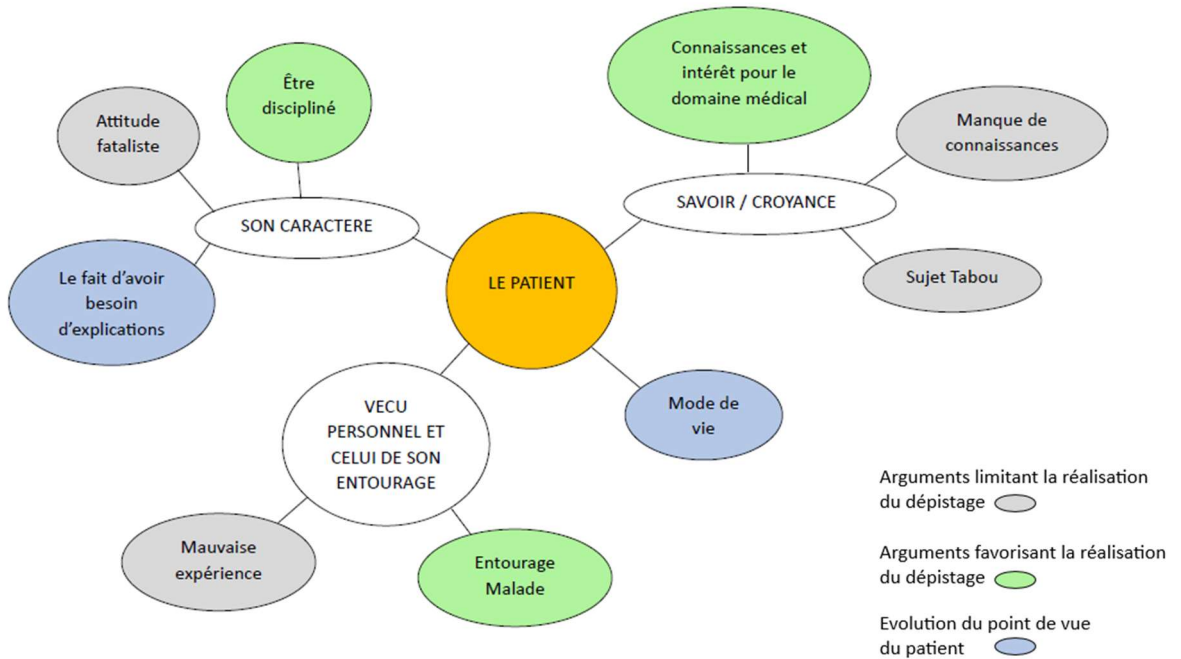 Être
discipliné
Attitude
fataliste
SON CARACTERE
Le fait d'avoir
besoin
d'explications
Connaissances et
intérêt pour le
domaine médical
Manque de
connaissances
SAVOIR / CROYANCE
Sujet Tabou
LE PATIENT
Mode de
vie
VECU
PERSONNEL ET
CELUI DE SON
ENTOURAGE
Mauvaise
expérience
Entourage
Malade
Arguments limitant la réalisation
du dépistage
Arguments favorisant la réalisation
du dépistage
Evolution du point de vue
du patient